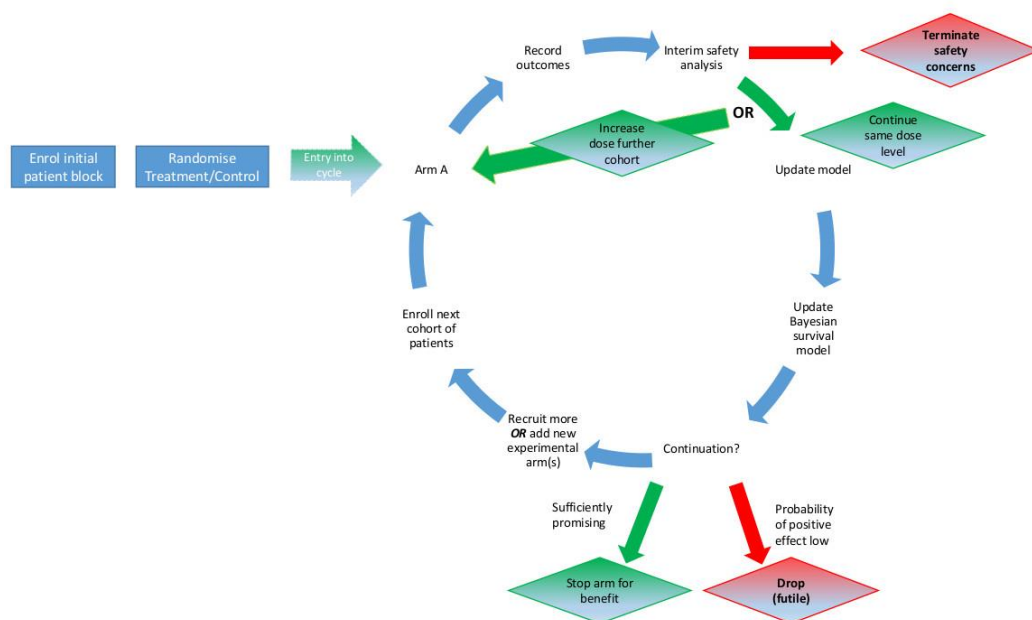 Record
outcomes
Interim safety
analysis
Terminate
safety
concerns
OR
Increase
dose further
cohort
Continue
same dose
level
Enrol initial
patient block
Randomise
Treatment/Control
Entry into
cycle
Arm A
Update model
Enroll next
cohort of
patients
Update
Bayesian
survival
model
Recruit more
OR add new
experimental
arm(s)
Continuation?
Sufficiently
promising
Probability
of positive
effect low
Stop arm for
benefit
Drop
(futile)